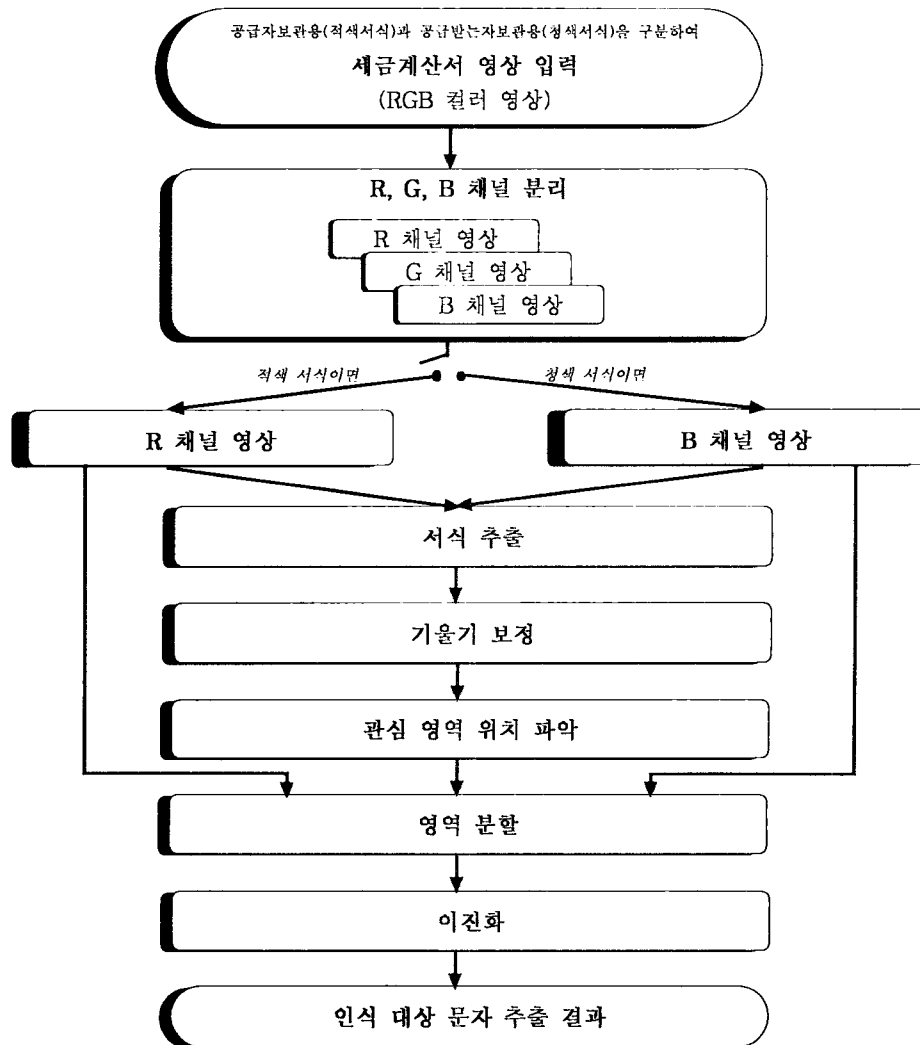 공급자보관용(적색서식)과 공급받는자보관용(청색서식)을 구분하여
세금계산서 영상 입력
(RGB 컬러 영상)
R, G, B 채널 분리
R 채널 영상
G 채널 영상
B 채널 영상
적색 서식이면
청색 서식이면
R 채널 영상
B 채널 영상
서식 추출
기울기 보정
관심 영역 위치 파악
영역 분할
이진화
인식 대상 문자 추출 결과